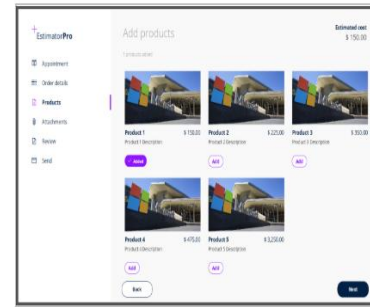 EstimatorPro
Appointment
Order details
Products
Attachments
Review
Send
Add products
1 products added
Estimated cost
$ 150.00
Product 1 $ 150.00
Product 1 Description
Added
Product 2 $ 225.00
Product 2 Description
Add
Product 3 $ 350.00
Product 3 Description
Add
Product 4 $ 475.00
Product 4 Description
Add
Product 5 $ 3,250.00
Product 5 Description
Add
Back
Next